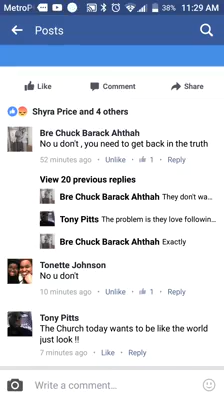 MetroP
38% 11:29 AM
Posts
Like Comment Share
Shyra Price and 4 others
Bre Chuck Barack Ahthah
No u don't , you need to get back in the truth
52 minutes ago · Unlike · 1 · Reply
View 20 previous replies
Bre Chuck Barack Ahthah They don't wa...
Tony Pitts The problem is they love followin...
Bre Chuck Barack Ahthah Exactly
Tonette Johnson
No u don't
10 minutes ago · Unlike · 1 · Reply
Tony Pitts
The Church today wants to be like the world
just look !!
7 minutes ago · Like · Reply
Write a comment...